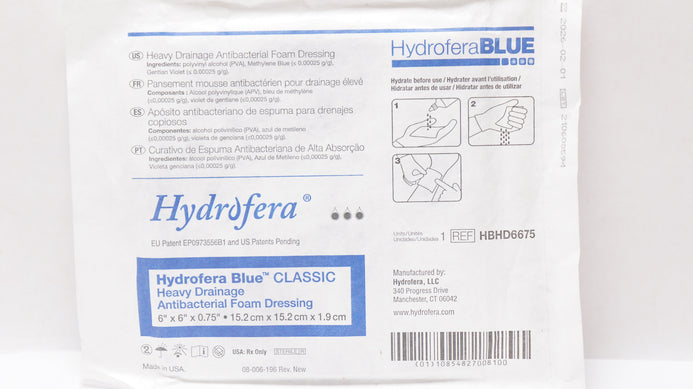 US Heavy Drainage Antibacterial Foam Dressing
Ingredients: polyvinyl alcohol (PVA), Methylene Blue (≤ 0.00025 g/g),
Gentian Violet (≤ 0.00025 g/g).
FR Pansement mousse antibactérien pour drainage élevé
Composants : Alcool polyvinylique (APV), bleu de méthylène
(≤0,00025 g/g), violet de gentiane (≤0,00025 g/g).
ES Apósito antibacteriano de espuma para drenajes
copiosos
Componentes: alcohol polivinílico (PVA), azul de metileno
(≤0,00025 g/g), violeta de genciana (≤0,00025 g/g).
PT Curativo de Espuma Antibacteriana de Alta Absorção
Ingredientes: álcool polivinílico (PVA), Azul de Metileno (≤0,00025 g/g),
Violeta genciana (≤0,00025 g/g).
Hydrofera®
EU Patent EP0973556B1 and US Patents Pending
Hydrofera Blue™ CLASSIC
Heavy Drainage
Antibacterial Foam Dressing
6" x 6" x 0.75" • 15.2 cm x 15.2 cm x 1.9 cm
2 USA: Rx Only STERILE R
Made in USA. 08-006-196 Rev. New
HydroferaBLUE
Hydrate before use / Hydrater avant l'utilisation /
Hidratar antes de usar / Hidratar antes de utilizar
1 2
3
Units/Unités
Unidades/Unidades 1 REF HBHD6675
Manufactured by:
Hydrofera, LLC
340 Progress Drive
Manchester, CT 06042
www.hydrofera.com
(01)10854827008100
2026-02 01